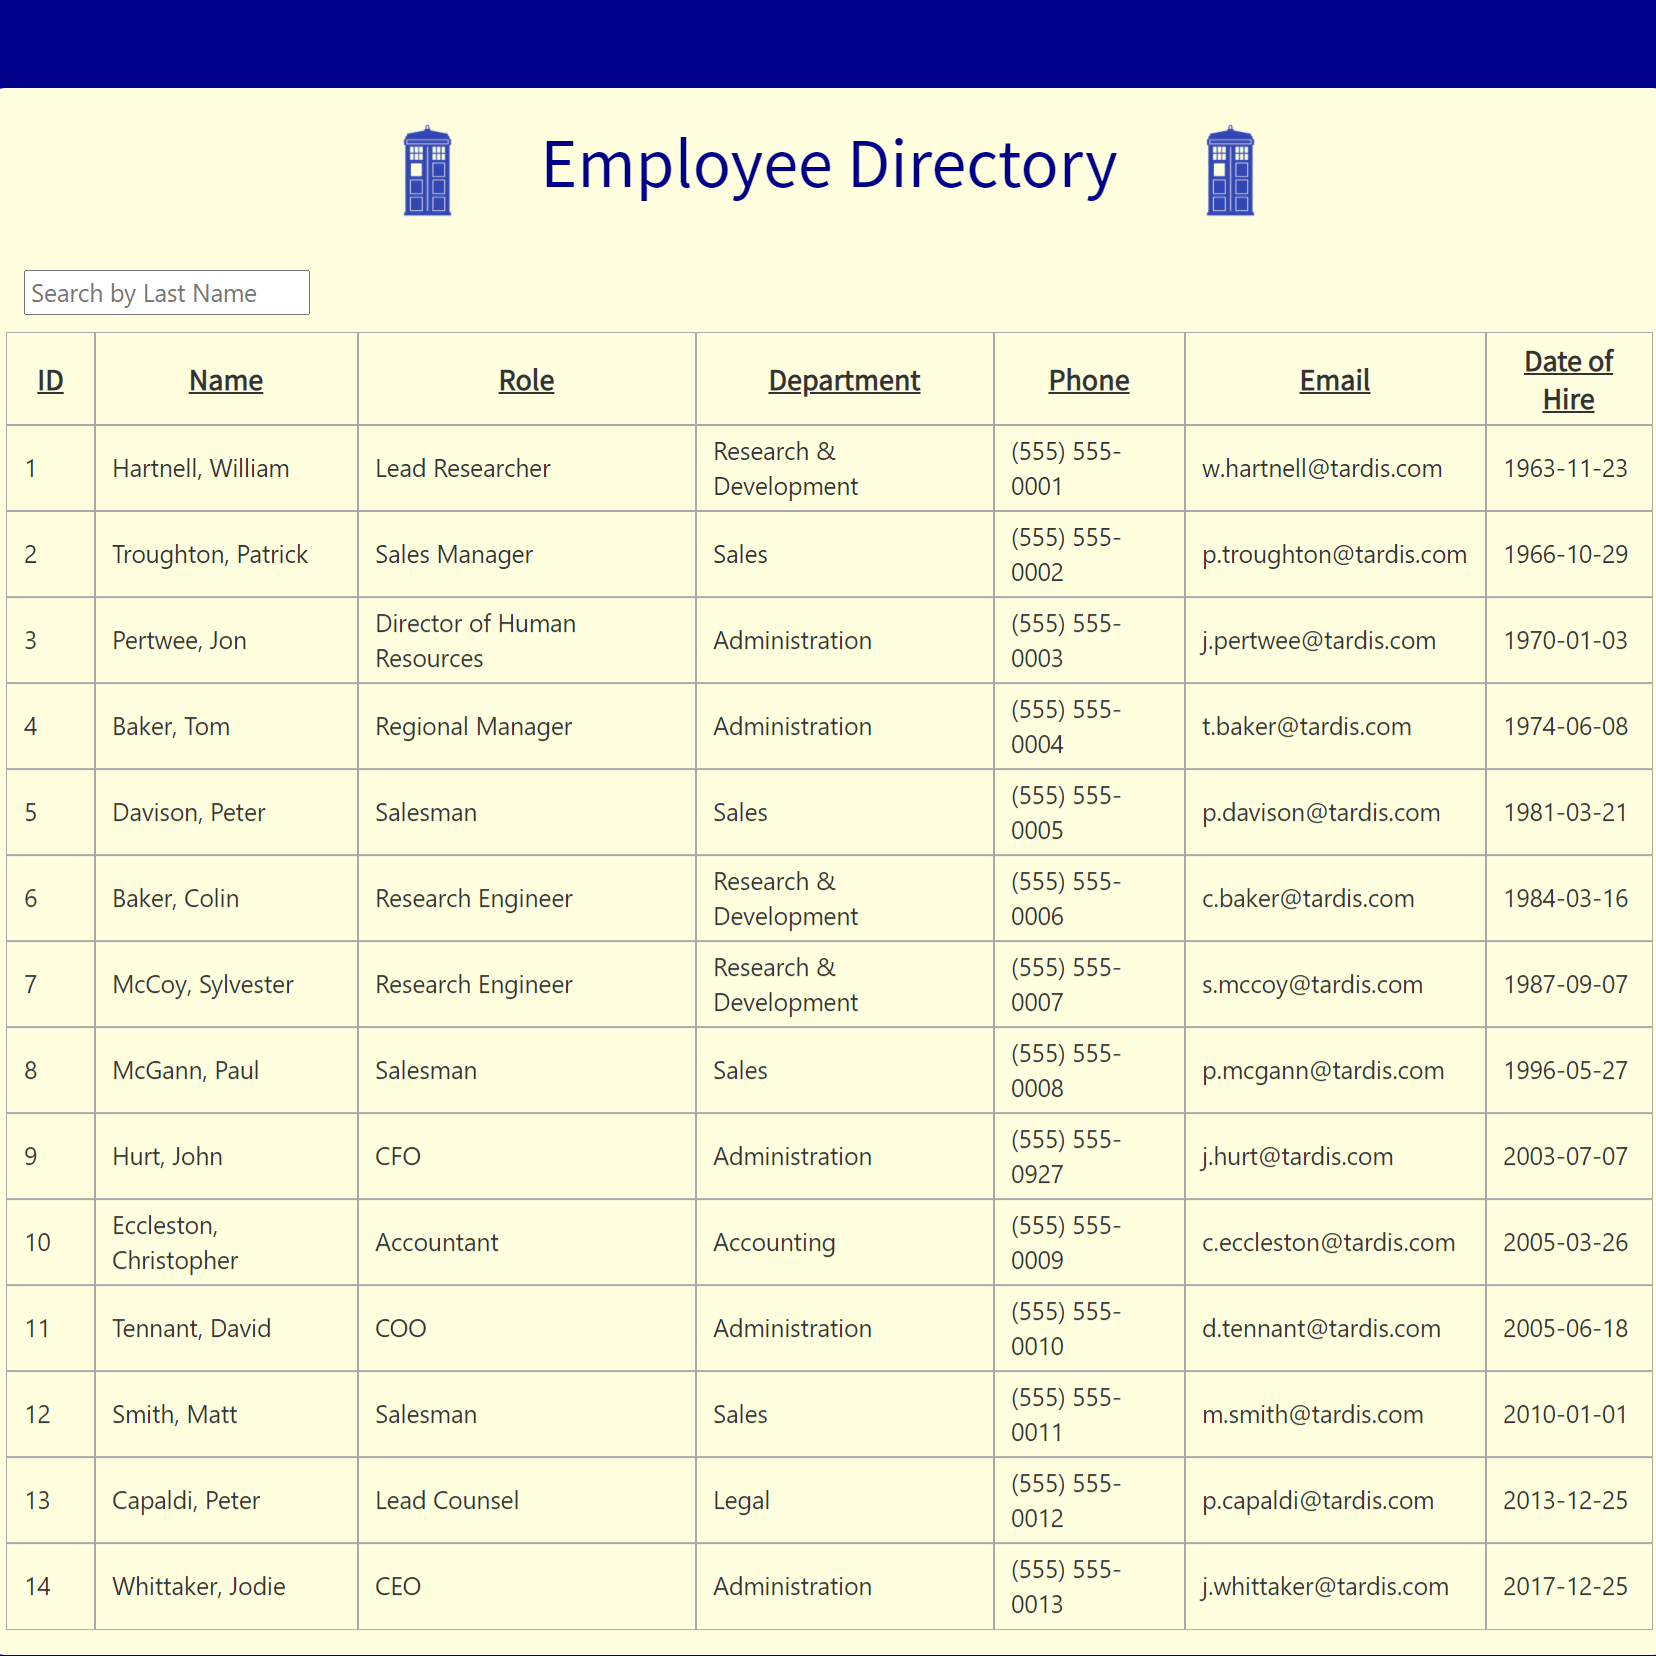 Employee Directory
Search by Last Name
ID Name Role Department Phone Email Date of
Hire
1 Hartnell, William Lead Researcher Research &
Development (555) 555-
0001 w.hartnell@tardis.com 1963-11-23
2 Troughton, Patrick Sales Manager Sales (555) 555-
0002 p.troughton@tardis.com 1966-10-29
3 Pertwee, Jon Director of Human
Resources Administration (555) 555-
0003 j.pertwee@tardis.com 1970-01-03
4 Baker, Tom Regional Manager Administration (555) 555-
0004 t.baker@tardis.com 1974-06-08
5 Davison, Peter Salesman Sales (555) 555-
0005 p.davison@tardis.com 1981-03-21
6 Baker, Colin Research Engineer Research &
Development (555) 555-
0006 c.baker@tardis.com 1984-03-16
7 McCoy, Sylvester Research Engineer Research &
Development (555) 555-
0007 s.mccoy@tardis.com 1987-09-07
8 McGann, Paul Salesman Sales (555) 555-
0008 p.mcgann@tardis.com 1996-05-27
9 Hurt, John CFO Administration (555) 555-
0927 j.hurt@tardis.com 2003-07-07
10 Eccleston,
Christopher Accountant Accounting (555) 555-
0009 c.eccleston@tardis.com 2005-03-26
11 Tennant, David COO Administration (555) 555-
0010 d.tennant@tardis.com 2005-06-18
12 Smith, Matt Salesman Sales (555) 555-
0011 m.smith@tardis.com 2010-01-01
13 Capaldi, Peter Lead Counsel Legal (555) 555-
0012 p.capaldi@tardis.com 2013-12-25
14 Whittaker, Jodie CEO Administration (555) 555-
0013 j.whittaker@tardis.com 2017-12-25